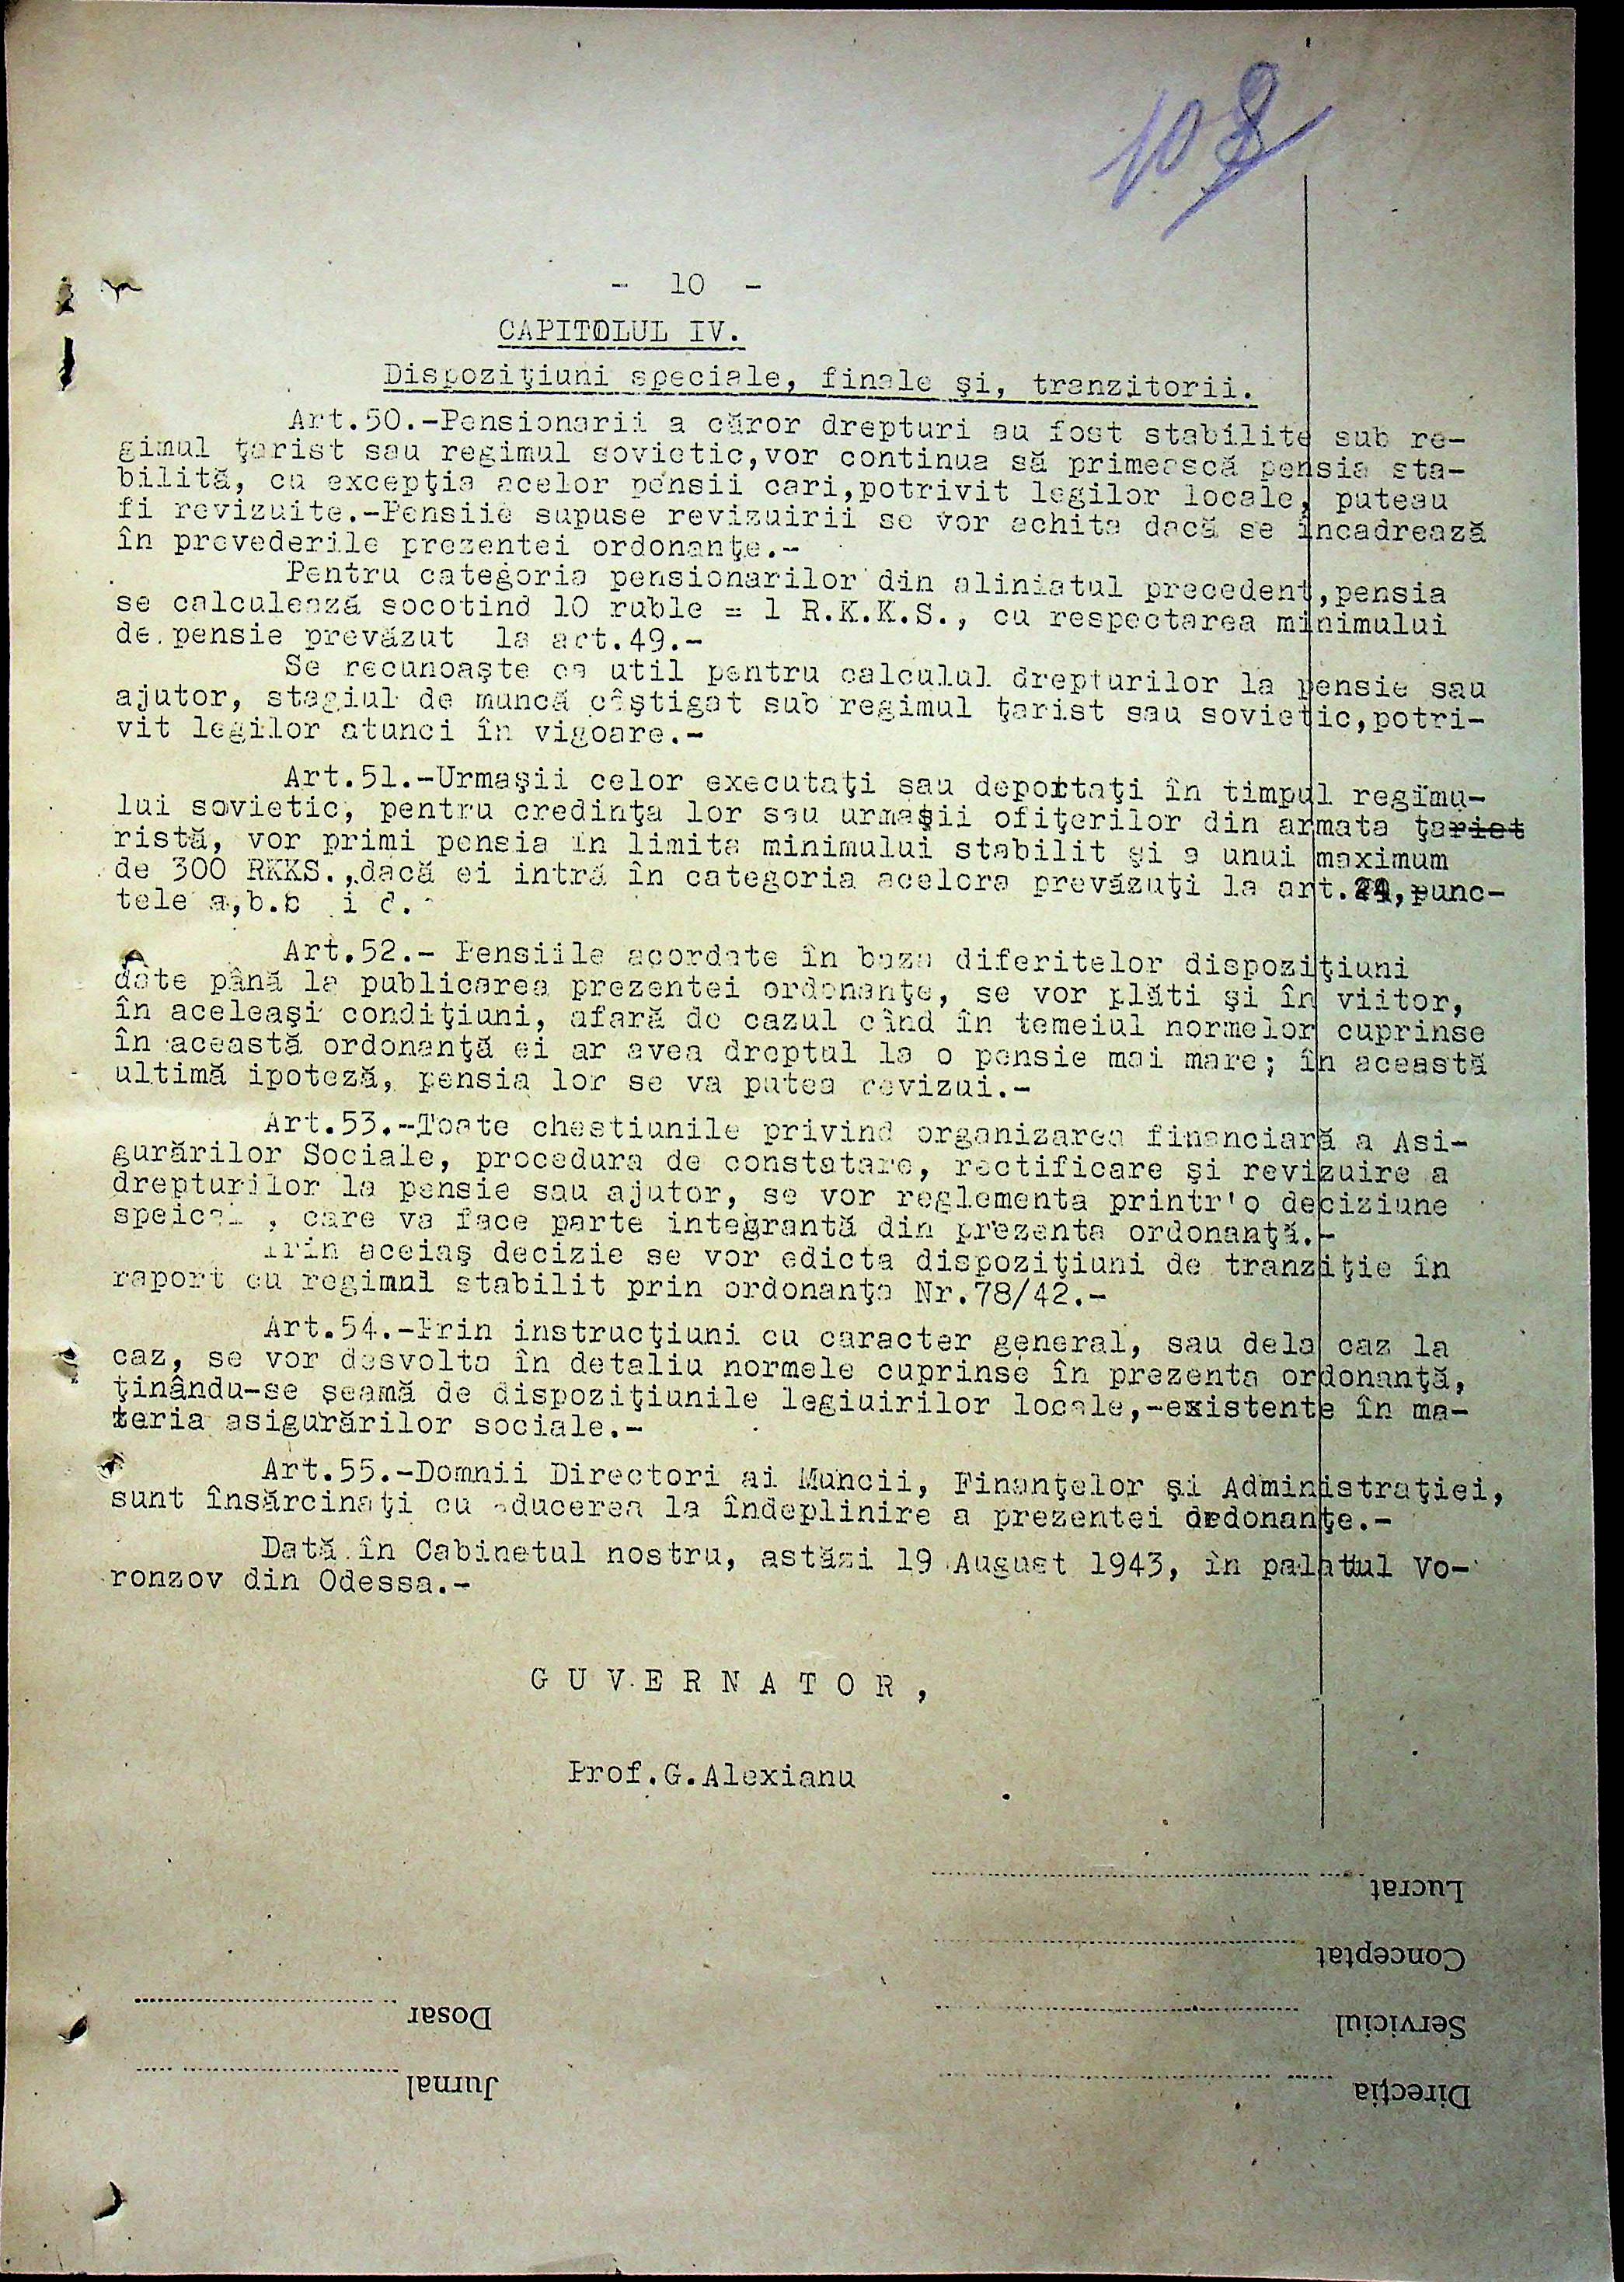 108
- 10 -
CAPITOLUL IV.
Dispoziţiuni speciale, finale şi, tranzitorii.
Art.50.-Pensionarii a căror drepturi au fost stabilite sub re-
gimul ţarist sau regimul sovietic,vor continua să primească pensia sta-
bilită, cu excepţia acelor pensii cari,potrivit legilor locale, puteau
fi revizuite.-Pensiie supuse revizuirii se vor achita dacă se încadrează
în prevederile prezentei ordonanţe.-
Pentru categoria pensionarilor din aliniatul precedent,pensia
se calculează socotind 10 ruble = 1 R.K.K.S., cu respectarea minimului
de pensie prevăzut la art.49.-
Se recunoaşte ca util pentru calculul drepturilor la pensie sau
ajutor, stagiul de muncă câştigat sub regimul ţarist sau sovietic,potri-
vit legilor atunci în vigoare.-
Art.51.-Urmaşii celor executaţi sau deportaţi în timpul regimu-
lui sovietic, pentru credinţa lor sau urmaşii ofiţerilor din armata ţa
ristă, vor primi pensia în limita minimului stabilit şi a unui maximum
de 300 RKKS.,dacă ei intră în categoria acelora prevăzuţi la art. punc-
tele a,b.c i d.-
Art.52.- Pensiile acordate în baza diferitelor dispoziţiuni
date până la publicarea prezentei ordonanţe, se vor plăti şi în viitor,
în aceleaşi condiţiuni, afară de cazul când în temeiul normelor cuprinse
în această ordonanţă ei ar avea dreptul la o pensie mai mare; în această
ultimă ipoteză, pensia lor se va putea revizui.-
Art.53.-Toate chestiunile privind organizarea financiară a Asi-
gurărilor Sociale, procedura de constatare, rectificare şi revizuire a
drepturilor la pensie sau ajutor, se vor reglementa printr'o deciziune
speical , care va face parte integrantă din prezenta ordonanţă.-
Prin aceiaş decizie se vor edicta dispoziţiuni de tranziţie în
raport cu regimul stabilit prin ordonanţa Nr.78/42.-
Art.54.-Prin instrucţiuni cu caracter general, sau dela caz la
caz, se vor desvolta în detaliu normele cuprinse în prezenta ordonanţă,
ţinându-se şeamă de dispoziţiunile legiuirilor locale,-existente în ma-
teria asigurărilor sociale.-
Art.55.-Domnii Directori ai Muncii, Finanţelor şi Administraţiei,
sunt însărcinaţi cu aducerea la îndeplinire a prezentei ordonanţe.-
Dată în Cabinetul nostru, astăzi 19 August 1943, în palatul Vo-
ronzov din Odessa.-
GUVERNATOR,
Prof.G.Alexianu
Direcţia
Serviciul
Conceptat
Lucrat
Jurnal
Dosar